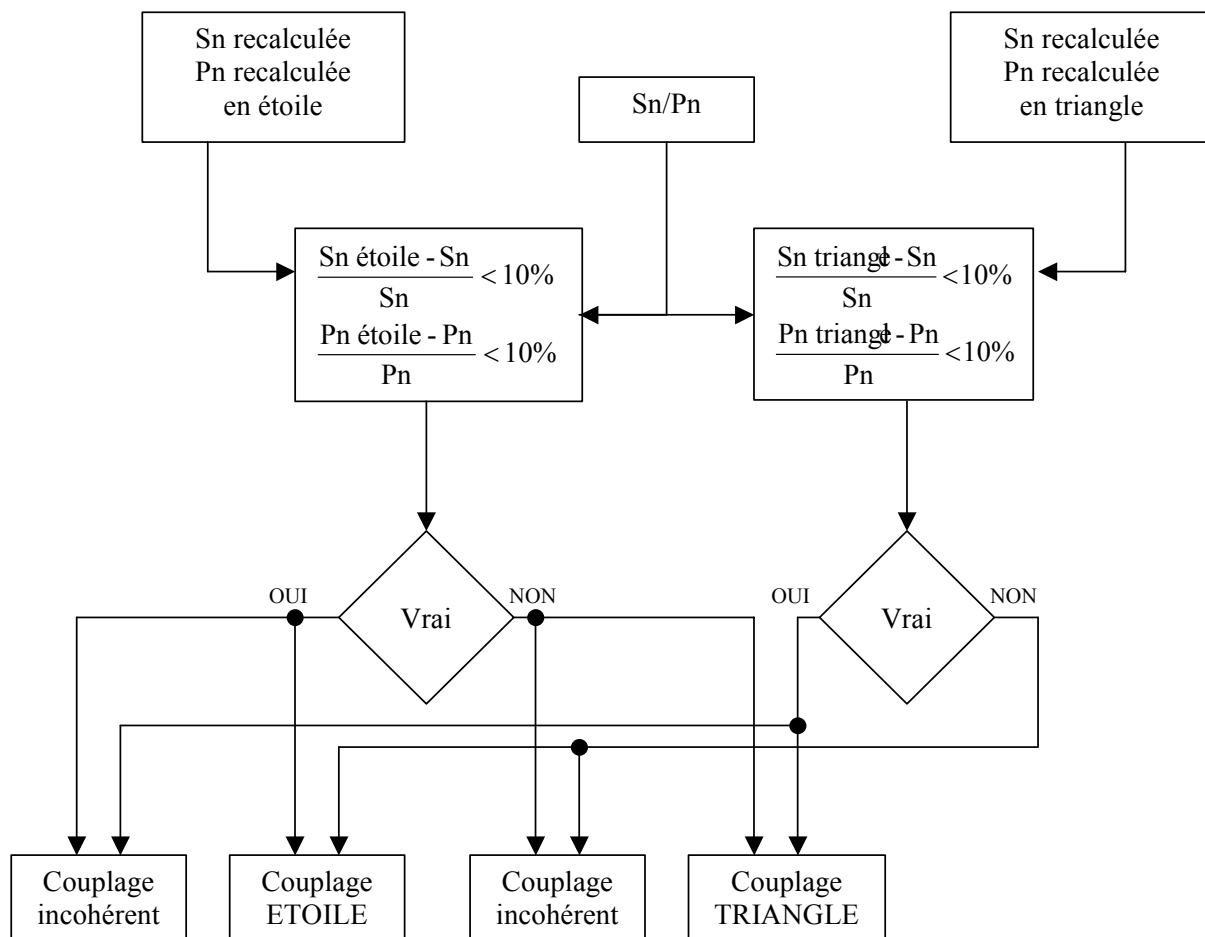 Sn recalculée
Pn recalculée
en étoile
Sn/Pn
Sn recalculée
Pn recalculée
en triangle
Sn étoile - Sn
Sn
< 10%
Pn étoile - Pn
Pn
< 10%
Sn triangle - Sn
Sn
< 10%
Pn triangle - Pn
Pn
< 10%
OUI
Vrai
NON
OUI
Vrai
NON
Couplage
incohérent
Couplage
ETOILE
Couplage
incohérent
Couplage
TRIANGLE